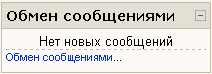 Обмен сообщениями
Нет новых сообщений
Обмен сообщениями...